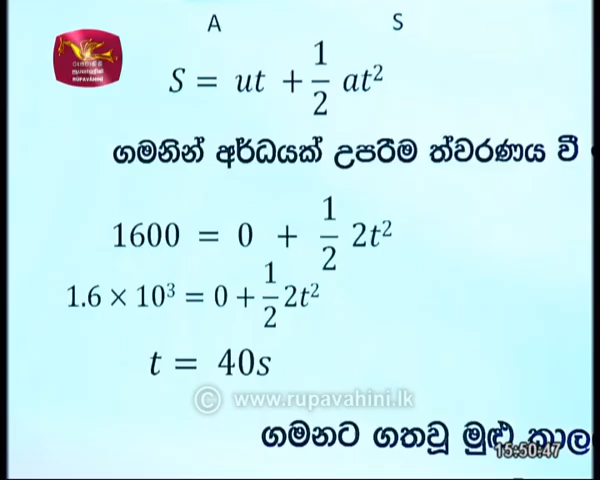 A S
S = ut + 1/2 at²
ගමනින් අර්ධයක් උපරිම ත්වරණය වී
1600 = 0 + 1/2 2t²
1.6 × 10³ = 0 + 1/2 2t²
t = 40s
© www.rupavahini.lk
ගමනට ගතවූ මුළු කාල
15:50:47